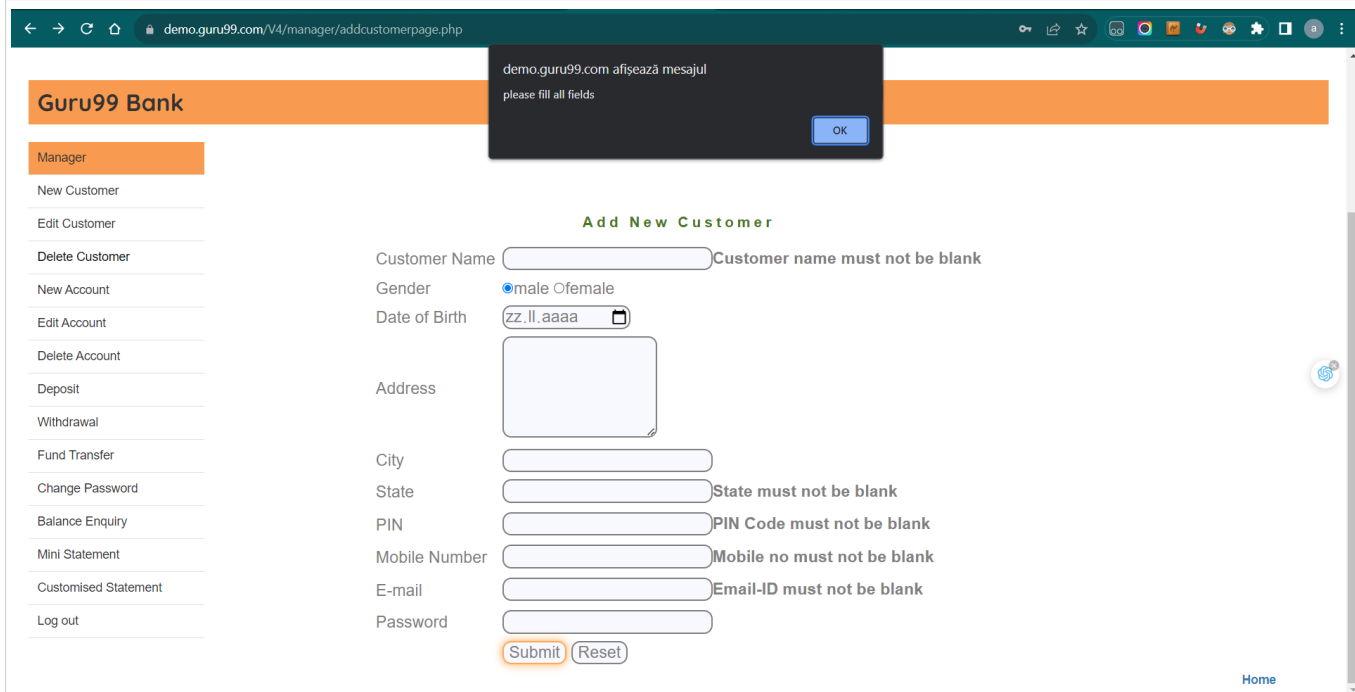 demo.guru99.com/V4/manager/addcustomerpage.php
a
demo.guru99.com afișează mesajul
please fill all fields
OK
Guru99 Bank
Manager
New Customer
Edit Customer
Delete Customer
New Account
Edit Account
Delete Account
Deposit
Withdrawal
Fund Transfer
Change Password
Balance Enquiry
Mini Statement
Customised Statement
Log out
Add New Customer
Customer Name Customer name must not be blank
Gender male female
Date of Birth zz.ll.aaaa
Address
City
State State must not be blank
PIN PIN Code must not be blank
Mobile Number Mobile no must not be blank
E-mail Email-ID must not be blank
Password
Submit Reset
Home